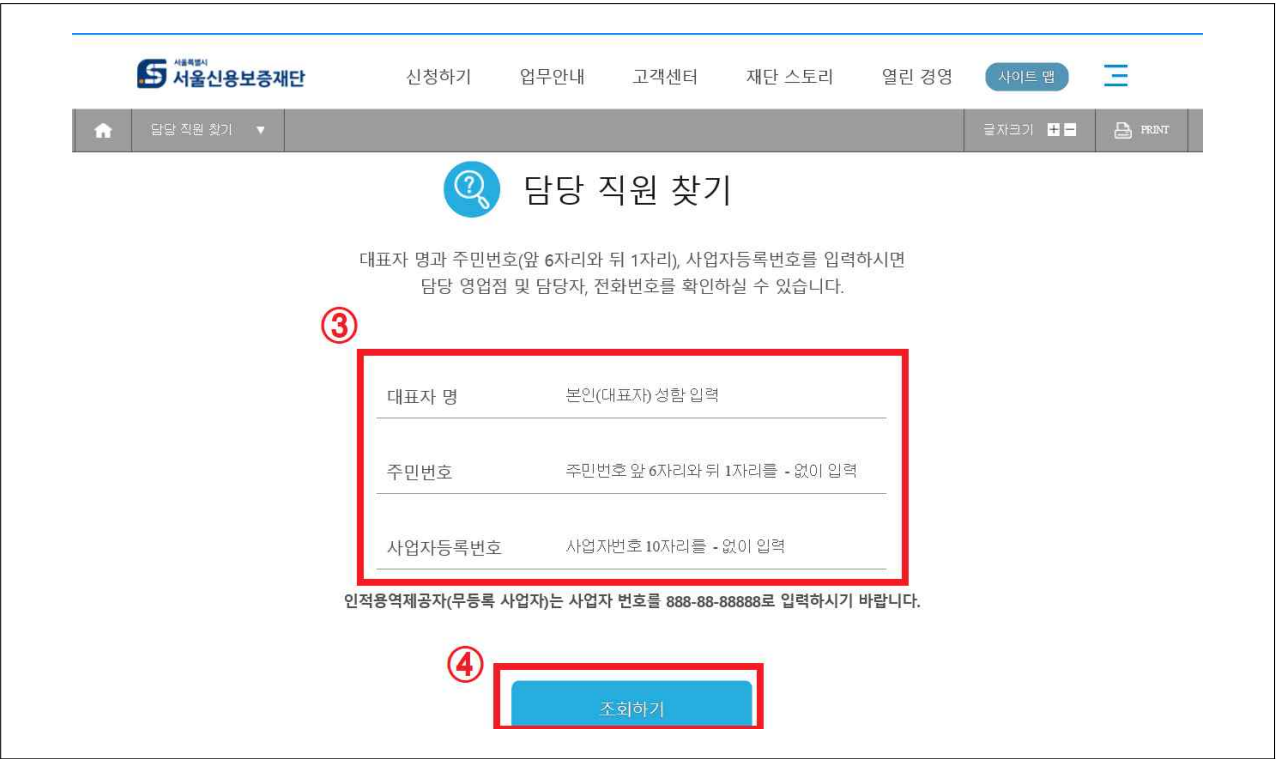 서울특별시
서울신용보증재단
신청하기 업무안내 고객센터 재단 스토리 열린 경영 사이트 맵
담당 직원 찾기 ▼ 글자크기 PRINT
담당 직원 찾기
대표자 명과 주민번호(앞 6자리와 뒤 1자리), 사업자등록번호를 입력하시면
담당 영업점 및 담당자, 전화번호를 확인하실 수 있습니다.
③
대표자 명 본인(대표자) 성함 입력
주민번호 주민번호 앞 6자리와 뒤 1자리를 - 없이 입력
사업자등록번호 사업자번호 10자리를 - 없이 입력
인적용역제공자(무등록 사업자)는 사업자 번호를 888-88-88888로 입력하시기 바랍니다.
④
조회하기